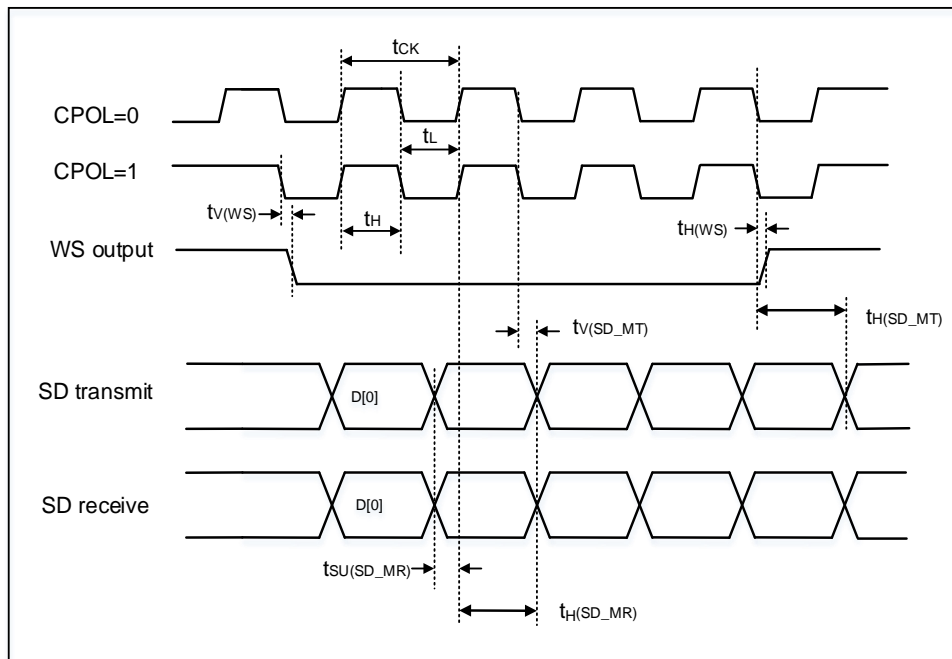 tCK
CPOL=0
tL
CPOL=1
tV(WS)
tH
tH(WS)
WS output
tV(SD_MT)
tH(SD_MT)
SD transmit
D[0]
SD receive
D[0]
tSU(SD_MR)
tH(SD_MR)